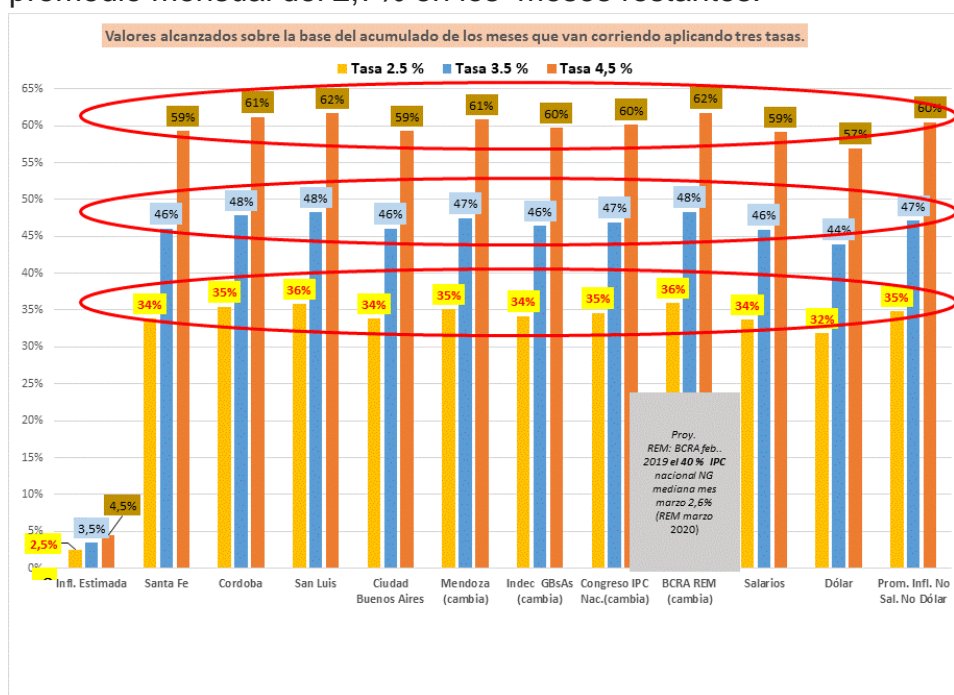 promedio mensual del 2,7 % en los meses restantes.
Valores alcanzados sobre la base del acumulado de los meses que van corriendo aplicando tres tasas.
Tasa 2.5 % Tasa 3.5 % Tasa 4,5 %
65%
60%
55%
50%
45%
40%
35%
30%
25%
20%
15%
10%
5%
0%
59% 61% 62% 59% 61% 60% 60% 62% 59% 57% 60%
46% 48% 48% 46% 47% 46% 47% 48% 46% 44% 47%
34% 35% 36% 34% 35% 34% 35% 36% 34% 32% 35%
2,5% 3,5% 4,5%
Proy.
REM: BCRA feb..
2019 el 40 % IPC
nacional NG
mediana mes
marzo 2,6%
(REM marzo
2020)
Infl. Estimada Santa Fe Cordoba San Luis Ciudad Mendoza Indec GBsAs Congreso IPC BCRA REM Salarios Dólar Prom. Infl. No
Buenos Aires (cambia) (cambia) Nac.(cambia) (cambia) Sal. No Dólar